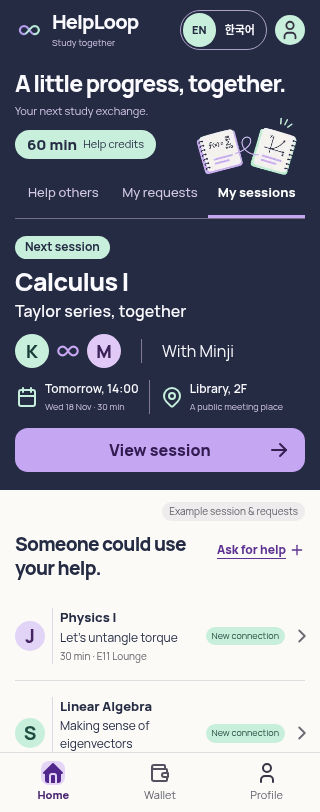 HelpLoop
Study together
EN 한국어
A little progress, together.
Your next study exchange.
60 min Help credits
Help others My requests My sessions
Next session
Calculus I
Taylor series, together
K M With Minji
Tomorrow, 14:00 Library, 2F
Wed 18 Nov · 30 min A public meeting place
View session
Example session & requests
Someone could use
your help.
Ask for help
Physics I
J Let's untangle torque New connection
30 min · E11 Lounge
Linear Algebra
S Making sense of
eigenvectors
New connection
Home Wallet Profile